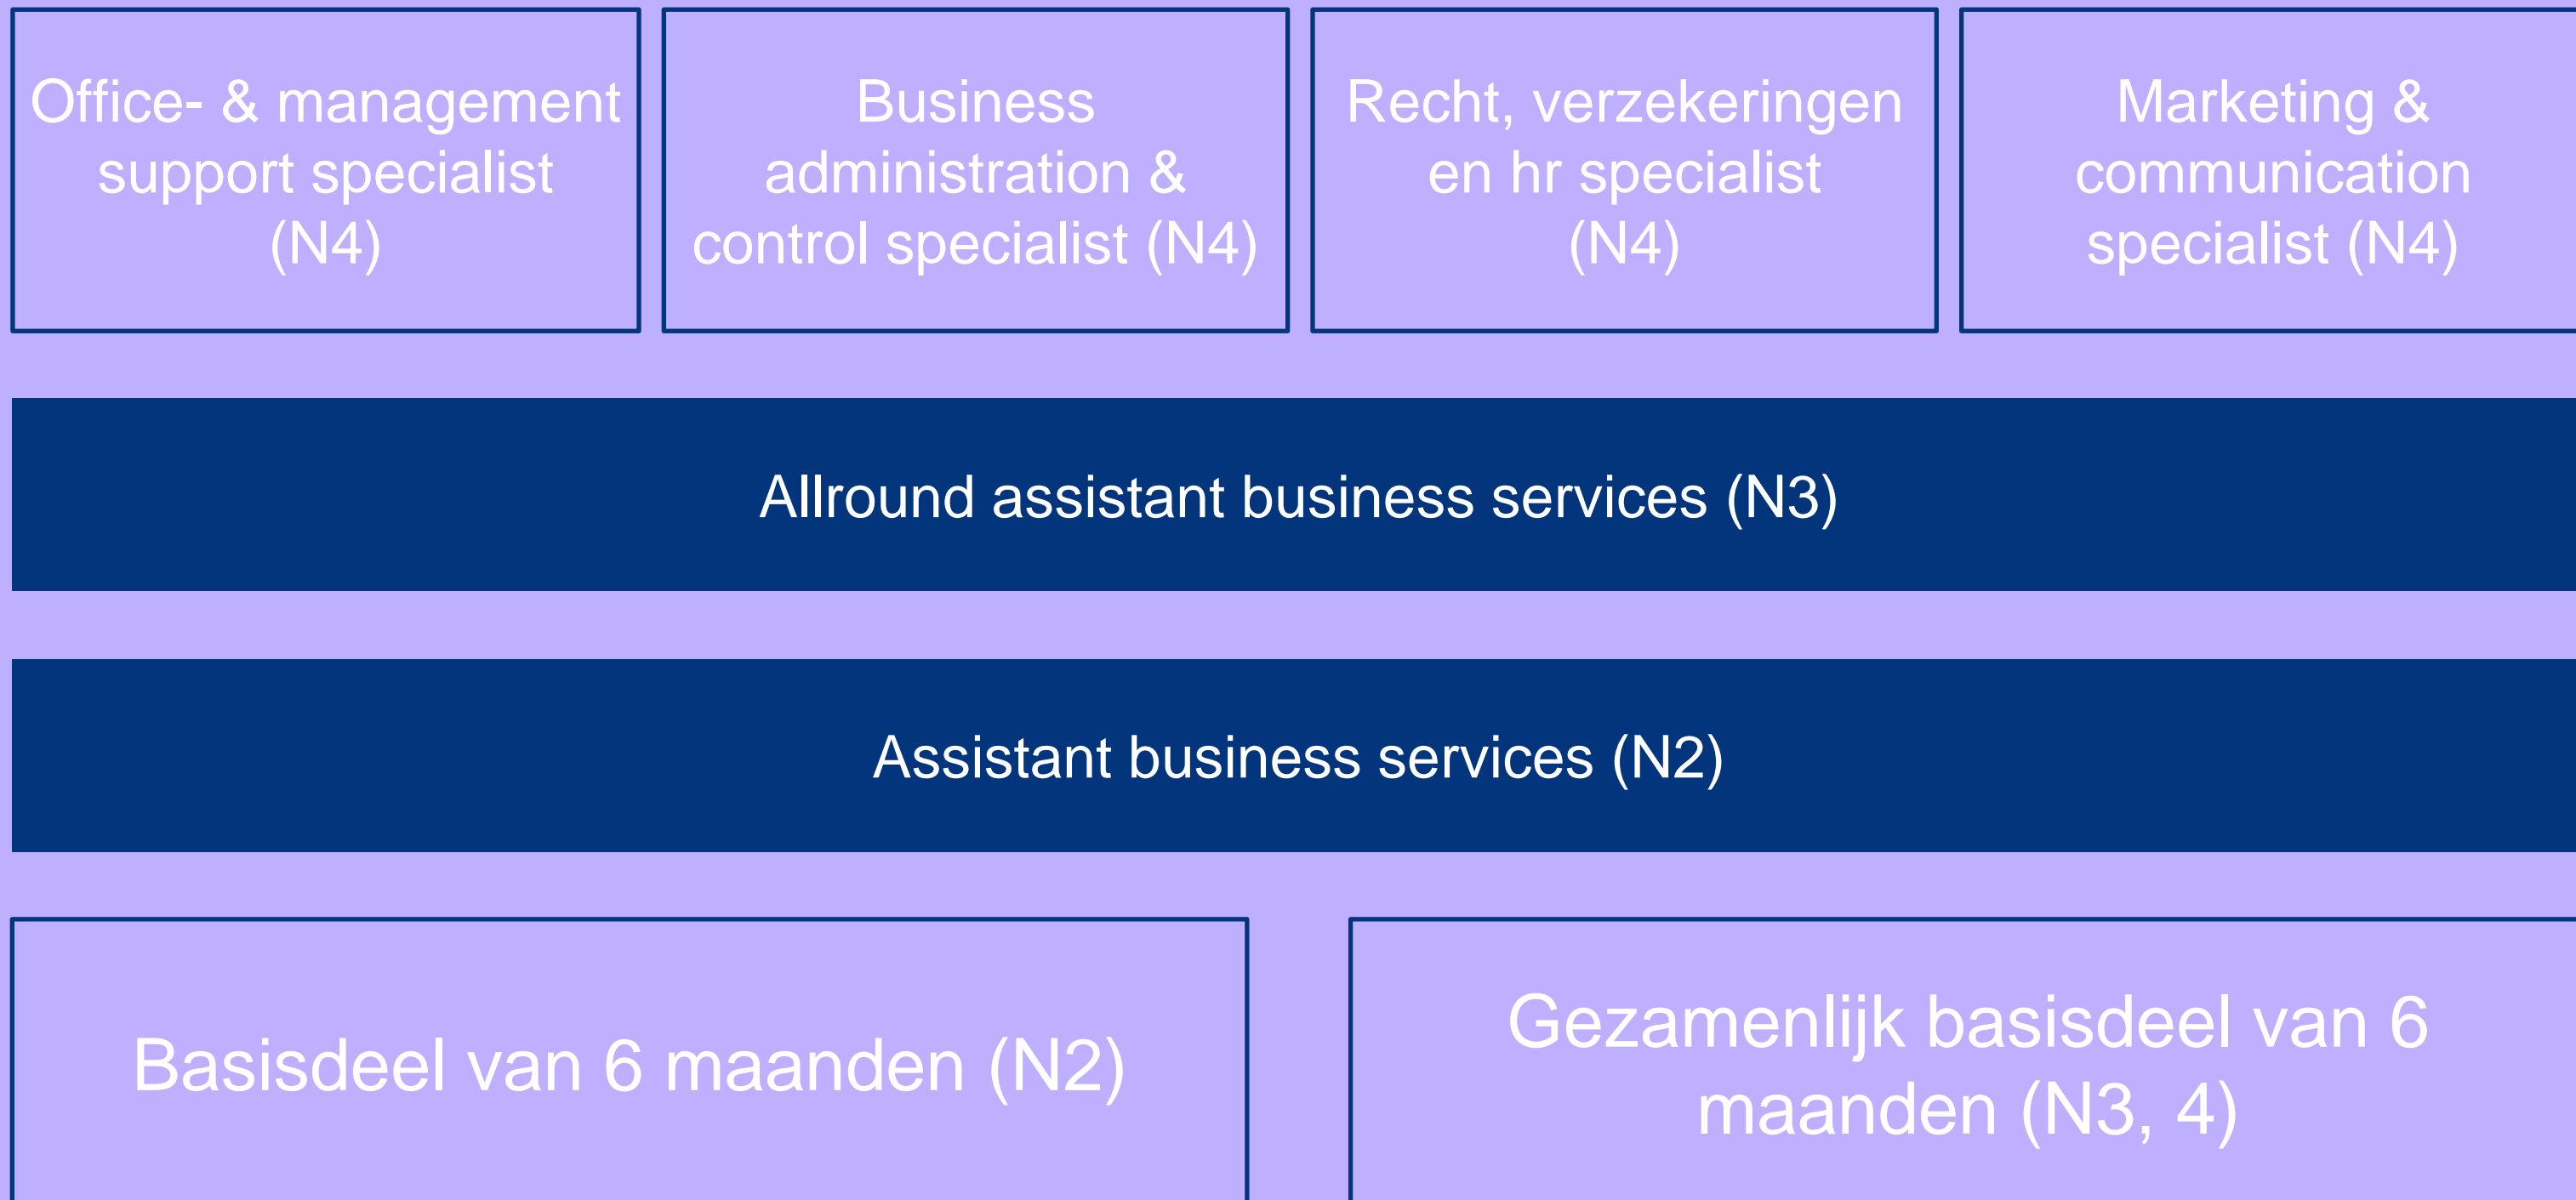 Office- & management
support specialist
(N4)
Business
administration &
control specialist (N4)
Recht, verzekeringen
en hr specialist
(N4)
Marketing &
communication
specialist (N4)
Allround assistant business services (N3)
Assistant business services (N2)
Basisdeel van 6 maanden (N2)
Gezamenlijk basisdeel van 6
maanden (N3, 4)